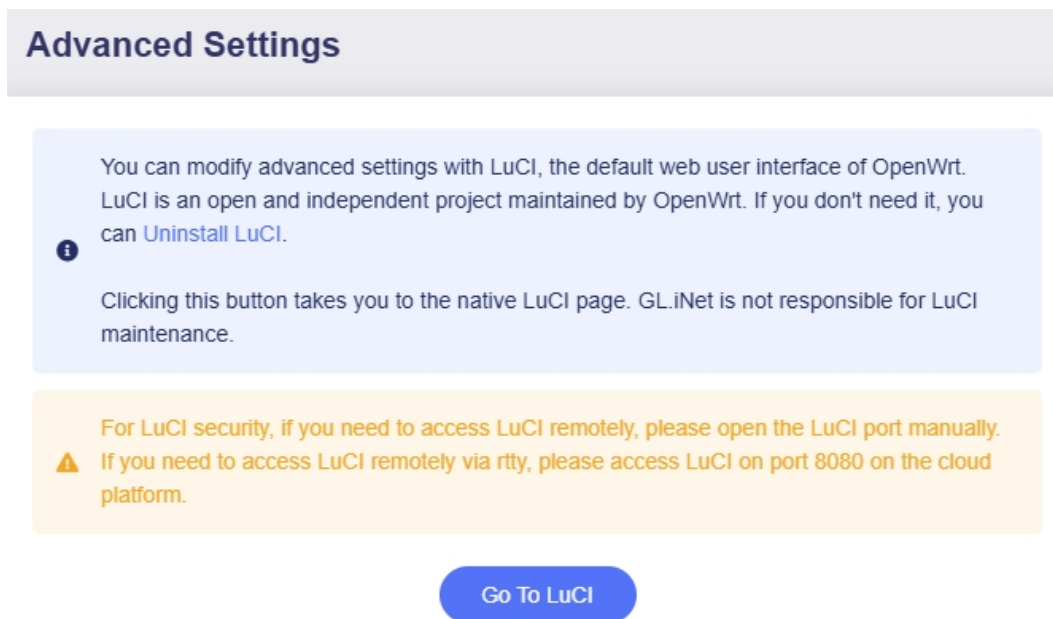 Advanced Settings
You can modify advanced settings with LuCI, the default web user interface of OpenWrt.
LuCI is an open and independent project maintained by OpenWrt. If you don't need it, you
can Uninstall LuCI.
Clicking this button takes you to the native LuCI page. GL.iNet is not responsible for LuCI
maintenance.
For LuCI security, if you need to access LuCI remotely, please open the LuCI port manually.
If you need to access LuCI remotely via rtty, please access LuCI on port 8080 on the cloud
platform.
Go To LuCI